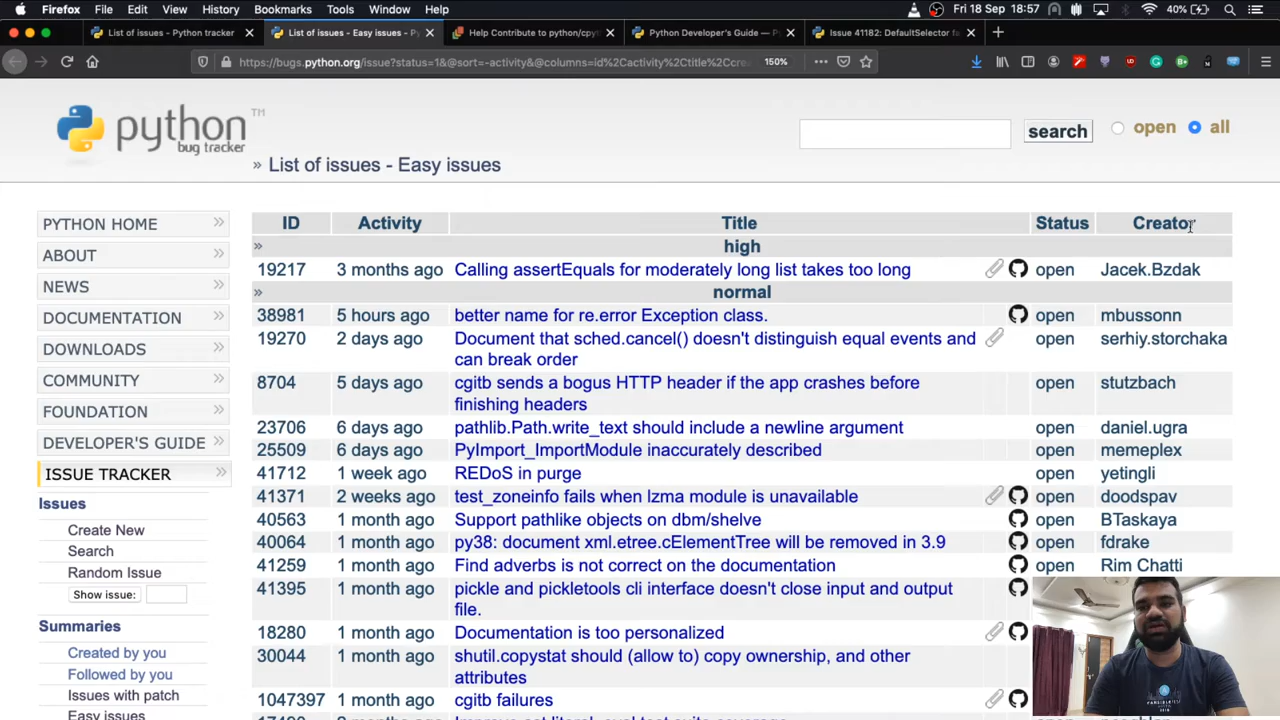 Firefox File Edit View History Bookmarks Tools Window Help Fri 18 Sep 18:57 40%
List of issues - Python tracker List of issues - Easy issues - Py Help Contribute to python/cpyt Python Developer's Guide — P Issue 41182: DefaultSelector fa
https://bugs.python.org/issue?status=1&@sort=-activity&@columns=id%2Cactivity%2Ctitle%2Ccre 150%
python TM
bug tracker
search open all
» List of issues - Easy issues
PYTHON HOME »
ABOUT »
NEWS »
DOCUMENTATION »
DOWNLOADS »
COMMUNITY »
FOUNDATION »
DEVELOPER'S GUIDE »
ISSUE TRACKER »
Issues
Create New
Search
Random Issue
Show issue:
Summaries
Created by you
Followed by you
Issues with patch
Easy issues
ID Activity Title Status Creator
» high
19217 3 months ago Calling assertEquals for moderately long list takes too long open Jacek.Bzdak
» normal
38981 5 hours ago better name for re.error Exception class. open mbussonn
19270 2 days ago Document that sched.cancel() doesn't distinguish equal events and open serhiy.storchaka
can break order
8704 5 days ago cgitb sends a bogus HTTP header if the app crashes before open stutzbach
finishing headers
23706 6 days ago pathlib.Path.write_text should include a newline argument open daniel.ugra
25509 6 days ago PyImport_ImportModule inaccurately described open memeplex
41712 1 week ago REDoS in purge open yetingli
41371 2 weeks ago test_zoneinfo fails when lzma module is unavailable open doodspav
40563 1 month ago Support pathlike objects on dbm/shelve open BTaskaya
40064 1 month ago py38: document xml.etree.cElementTree will be removed in 3.9 open fdrake
41259 1 month ago Find adverbs is not correct on the documentation open Rim Chatti
41395 1 month ago pickle and pickletools cli interface doesn't close input and output
file.
18280 1 month ago Documentation is too personalized
30044 1 month ago shutil.copystat should (allow to) copy ownership, and other
attributes
1047397 1 month ago cgitb failures